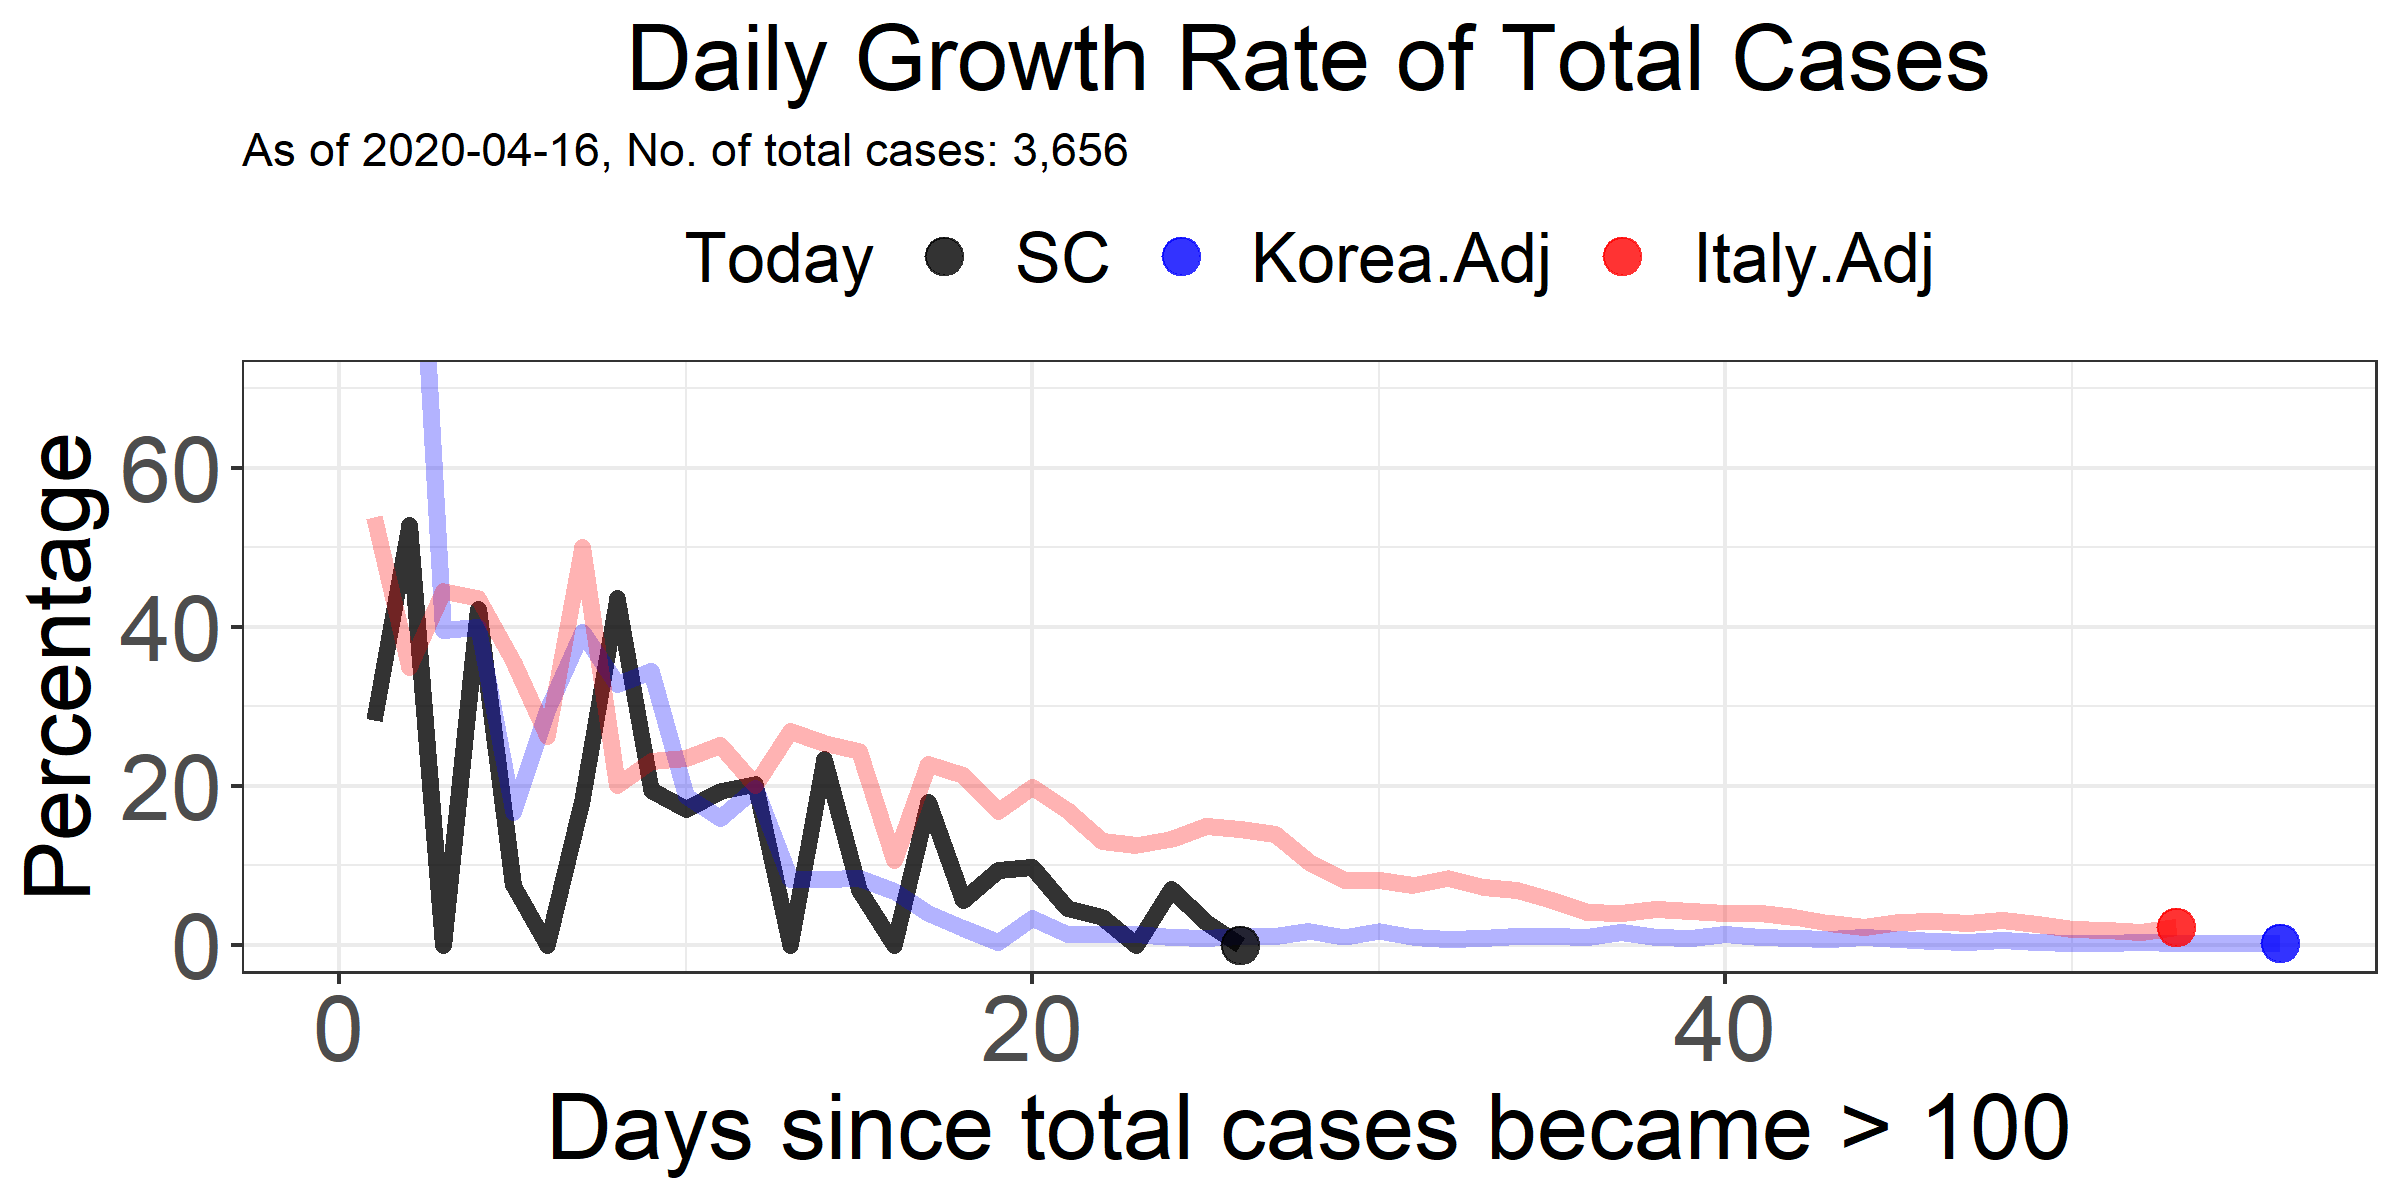 Daily Growth Rate of Total Cases
As of 2020-04-16, No. of total cases: 3,656
Today SC Korea.Adj Italy.Adj
Percentage
60
40
20
0
0 20 40
Days since total cases became > 100